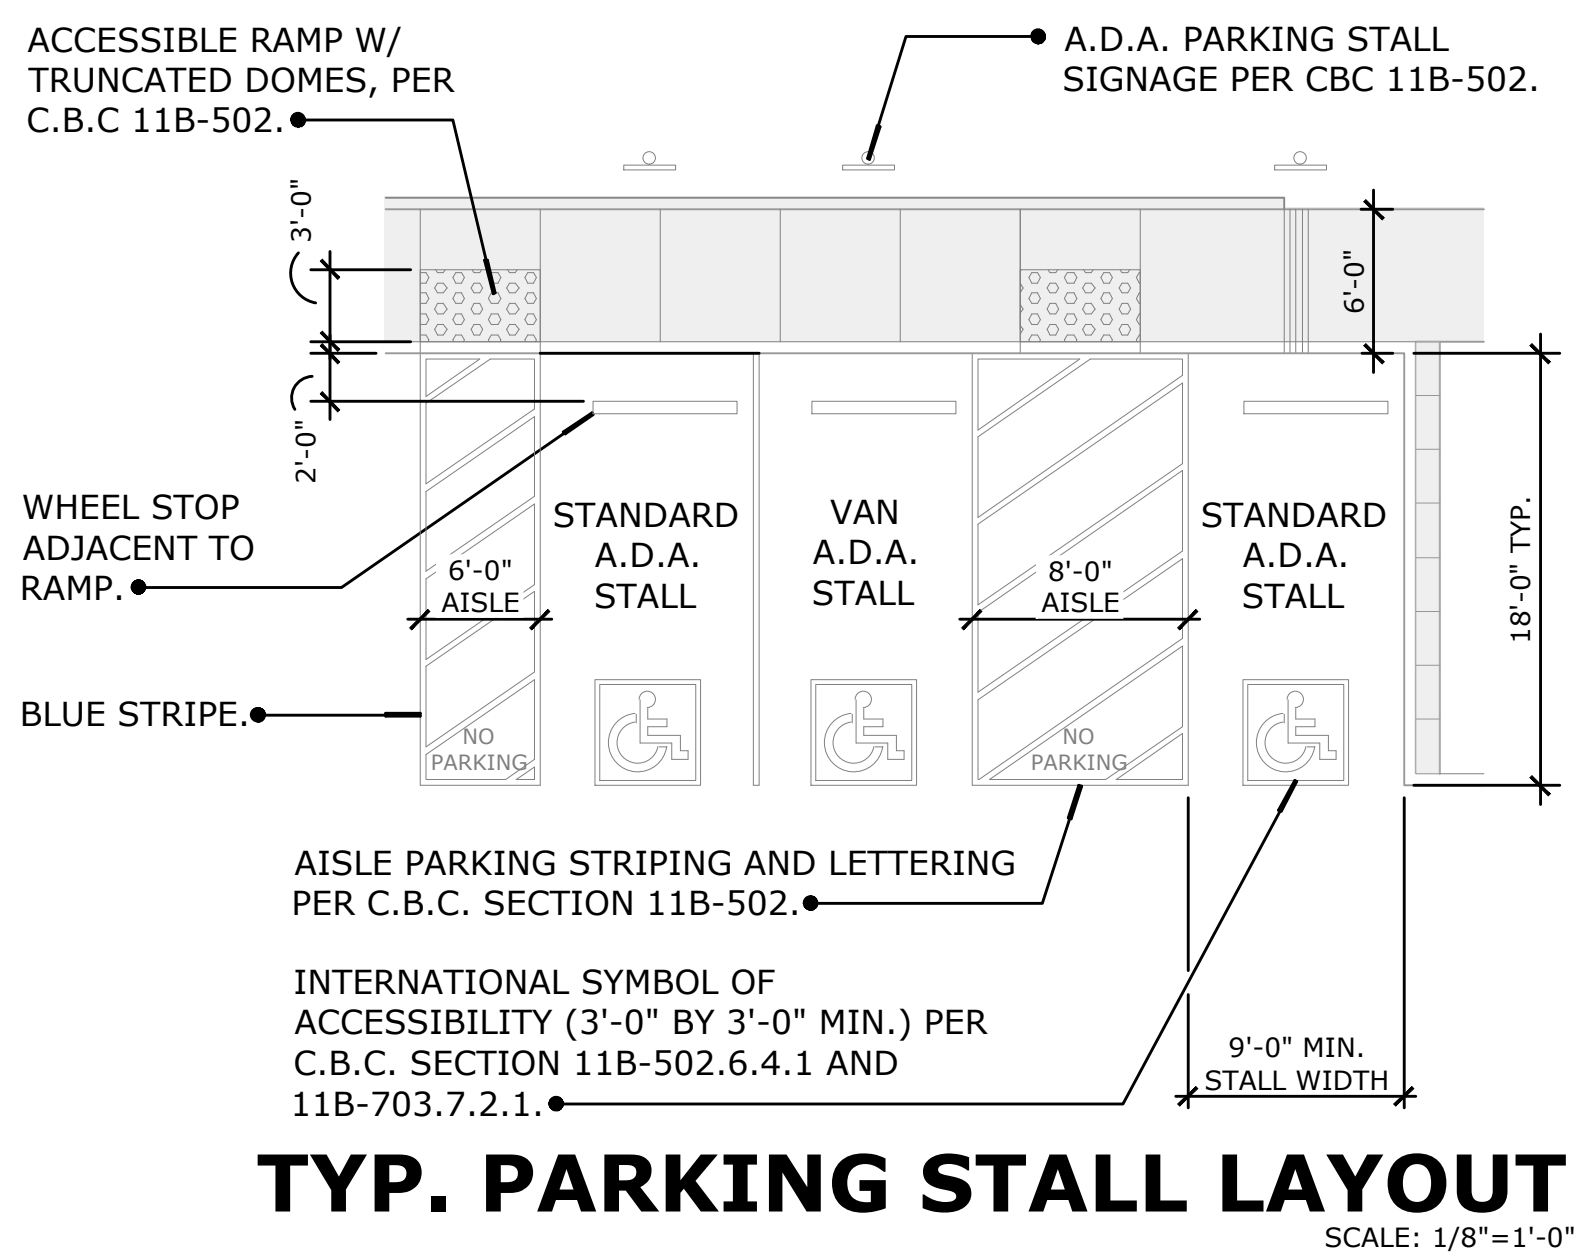 ACCESSIBLE RAMP W/
TRUNCATED DOMES, PER
C.B.C 11B-502.
A.D.A. PARKING STALL
SIGNAGE PER CBC 11B-502.
3'-0"
6'-0"
2'-0"
WHEEL STOP
ADJACENT TO
RAMP.
6'-0"
AISLE
STANDARD
A.D.A.
STALL
VAN
A.D.A.
STALL
8'-0"
AISLE
STANDARD
A.D.A.
STALL
18'-0" TYP.
BLUE STRIPE.
NO
PARKING
NO
PARKING
AISLE PARKING STRIPING AND LETTERING
PER C.B.C. SECTION 11B-502.
INTERNATIONAL SYMBOL OF
ACCESSIBILITY (3'-0" BY 3'-0" MIN.) PER
C.B.C. SECTION 11B-502.6.4.1 AND
11B-703.7.2.1.
9'-0" MIN.
STALL WIDTH
TYP. PARKING STALL LAYOUT
SCALE: 1/8"=1'-0"